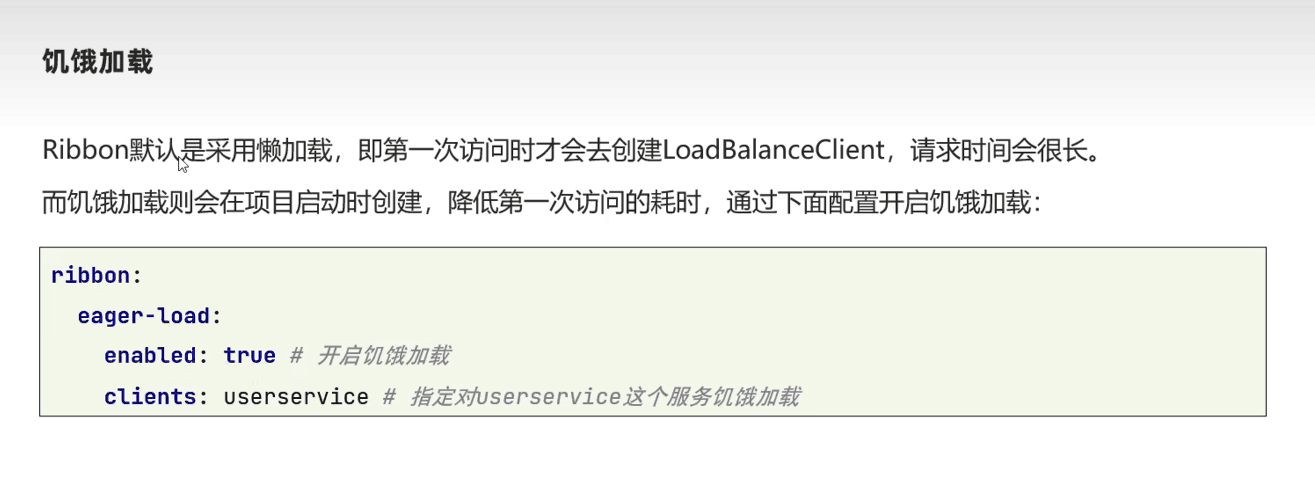 饥饿加载
Ribbon默认是采用懒加载，即第一次访问时才会去创建LoadBalanceClient，请求时间会很长。
而饥饿加载则会在项目启动时创建，降低第一次访问的耗时，通过下面配置开启饥饿加载：
ribbon:
  eager-load:
    enabled: true # 开启饥饿加载
    clients: userservice # 指定对userservice这个服务饥饿加载